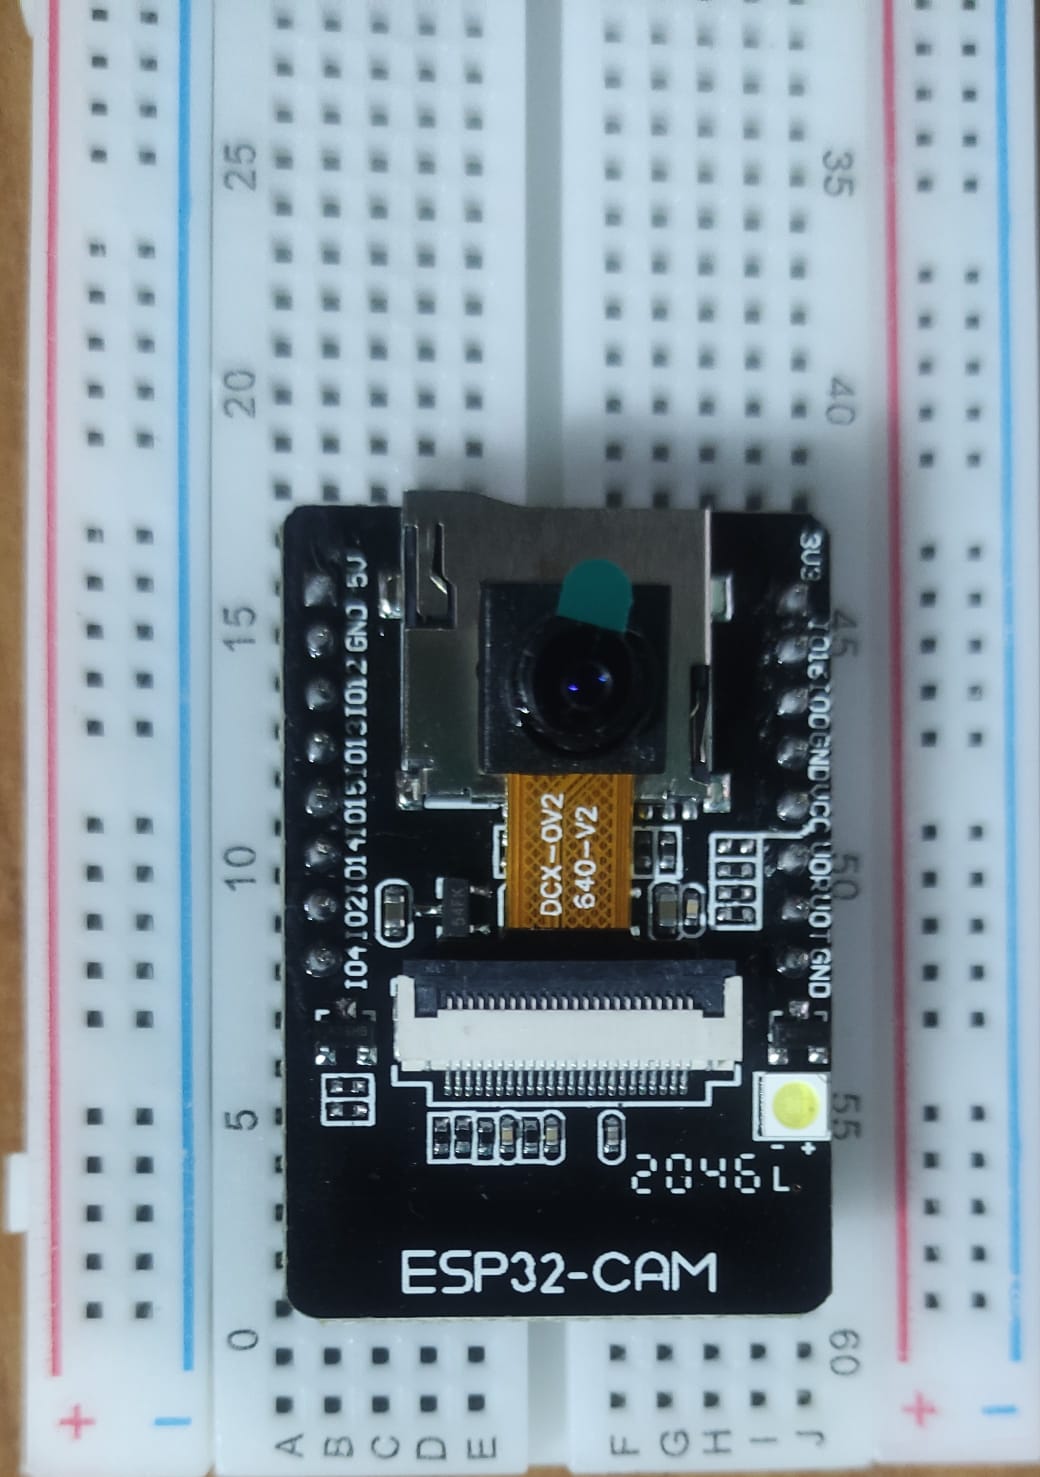 25
35
20
40
15
45
10
50
5
55
0
60
5V
GND
IO12
IO13
IO15
IO14
IO2
IO4
3V3
IO16
IO0
GND
VCC
UOR
UOT
GND
DCX-OV2
640-V2
- +
2046L
ESP32-CAM
+ - + -
A B C D E F G H I J